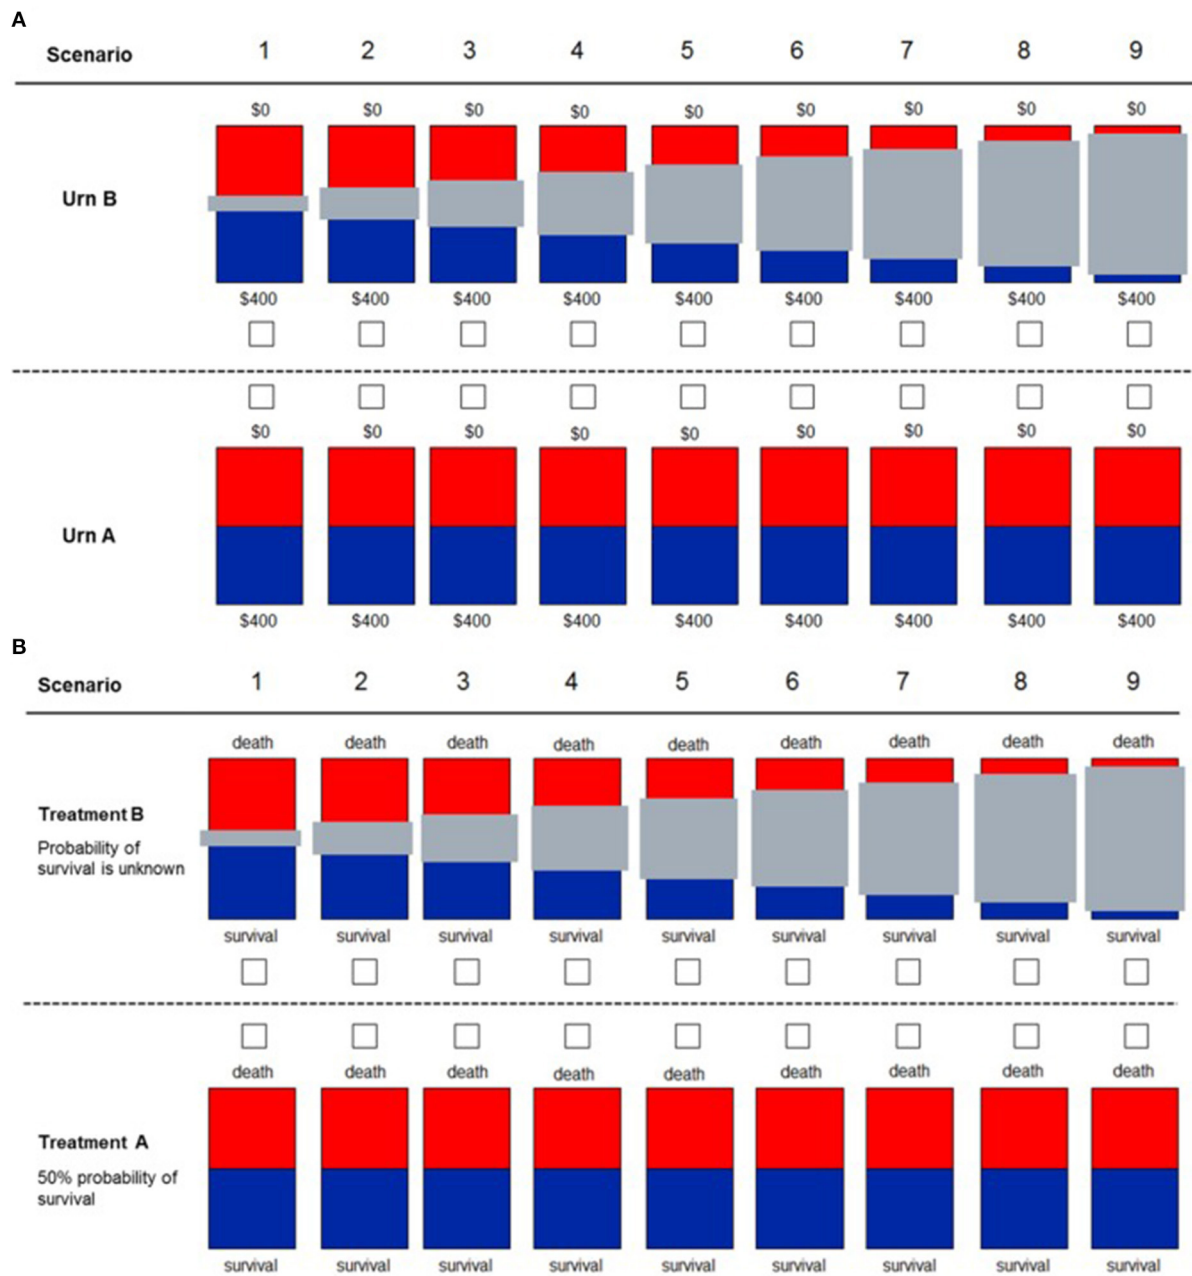 A
Scenario 1 2 3 4 5 6 7 8 9
$0 $0 $0 $0 $0 $0 $0 $0 $0
Urn B
$400 $400 $400 $400 $400 $400 $400 $400 $400
$0 $0 $0 $0 $0 $0 $0 $0 $0
Urn A
$400 $400 $400 $400 $400 $400 $400 $400 $400
B
Scenario 1 2 3 4 5 6 7 8 9
death death death death death death death death death
Treatment B
Probability of
survival is unknown
survival survival survival survival survival survival survival survival survival
death death death death death death death death death
Treatment A
50% probability of
survival
survival survival survival survival survival survival survival survival survival